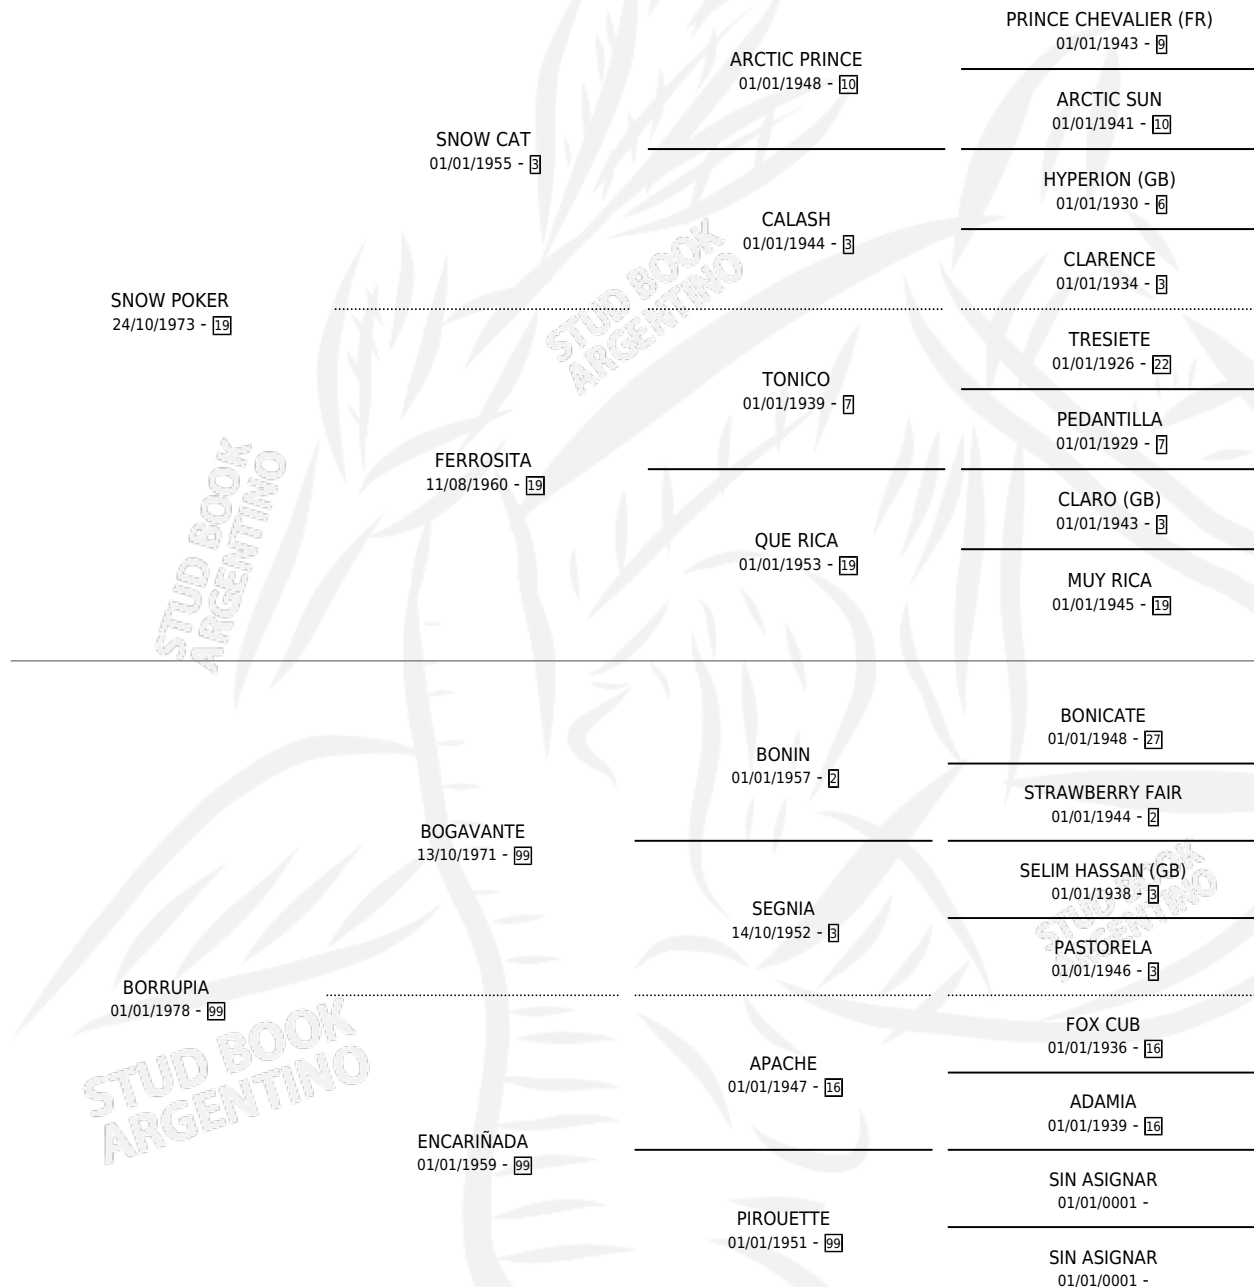 PRINCE CHEVALIER (FR)
01/01/1943 - 9
ARCTIC PRINCE
01/01/1948 - 10
ARCTIC SUN
01/01/1941 - 10
SNOW CAT
01/01/1955 - 3
HYPERION (GB)
01/01/1930 - 6
CALASH
01/01/1944 - 3
CLARENCE
01/01/1934 - 3
SNOW POKER
24/10/1973 - 19
TRESIETE
01/01/1926 - 22
TONICO
01/01/1939 - 7
PEDANTILLA
01/01/1929 - 7
FERROSITA
11/08/1960 - 19
CLARO (GB)
01/01/1943 - 3
QUE RICA
01/01/1953 - 19
MUY RICA
01/01/1945 - 19
BONICATE
01/01/1948 - 27
BONIN
01/01/1957 - 2
STRAWBERRY FAIR
01/01/1944 - 2
BOGAVANTE
13/10/1971 - 99
SELIM HASSAN (GB)
01/01/1938 - 3
SEGNIA
14/10/1952 - 3
PASTORELA
01/01/1946 - 3
BORRUPIA
01/01/1978 - 99
FOX CUB
01/01/1936 - 16
APACHE
01/01/1947 - 16
ADAMIA
01/01/1939 - 16
ENCARIÑADA
01/01/1959 - 99
SIN ASIGNAR
01/01/0001 -
PIROUETTE
01/01/1951 - 99
SIN ASIGNAR
01/01/0001 -
STUD BOOK
ARGENTINO
STUD BOOK
ARGENTINO
STUD BOOK
ARGENTINO
STUD BOOK
ARGENTINO